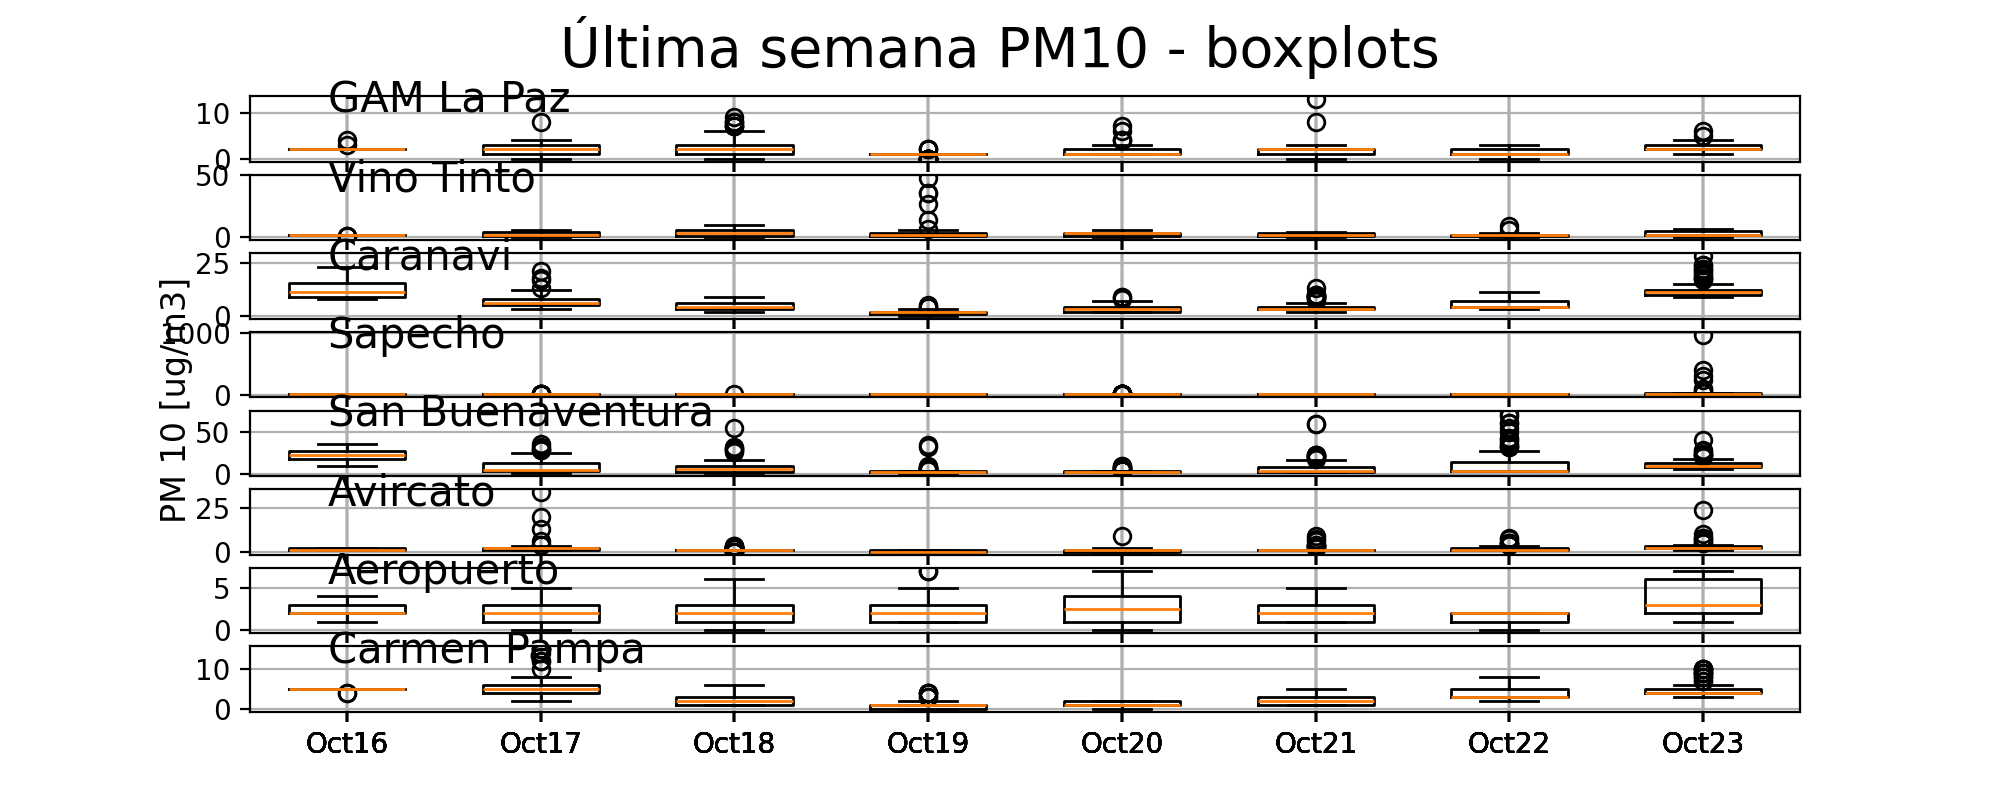 Última semana PM10 - boxplots
GAM La Paz
10
0
Vino Tinto
50
0
Caranavi
25
0
Sapecho
1000
0
San Buenaventura
50
0
Avircato
25
0
Aeropuerto
5
0
Carmen Pampa
10
0
PM 10 [ug/m3]
Oct16 Oct17 Oct18 Oct19 Oct20 Oct21 Oct22 Oct23